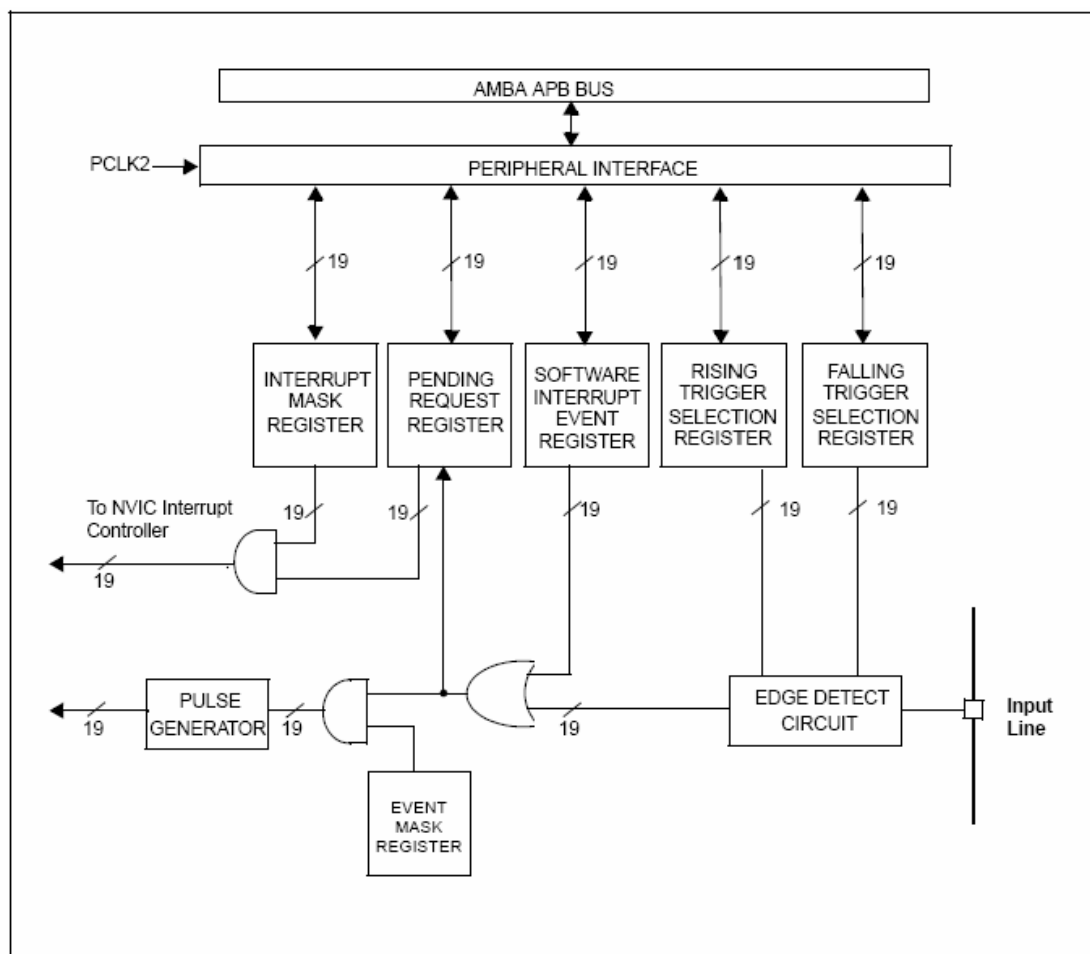 AMBA APB BUS
PCLK2
PERIPHERAL INTERFACE
19
19
19
19
19
INTERRUPT
MASK
REGISTER
PENDING
REQUEST
REGISTER
SOFTWARE
INTERRUPT
EVENT
REGISTER
RISING
TRIGGER
SELECTION
REGISTER
FALLING
TRIGGER
SELECTION
REGISTER
To NVIC Interrupt
Controller
19
19
19
19
19
19
PULSE
GENERATOR
19
19
19
EDGE DETECT
CIRCUIT
Input
Line
EVENT
MASK
REGISTER